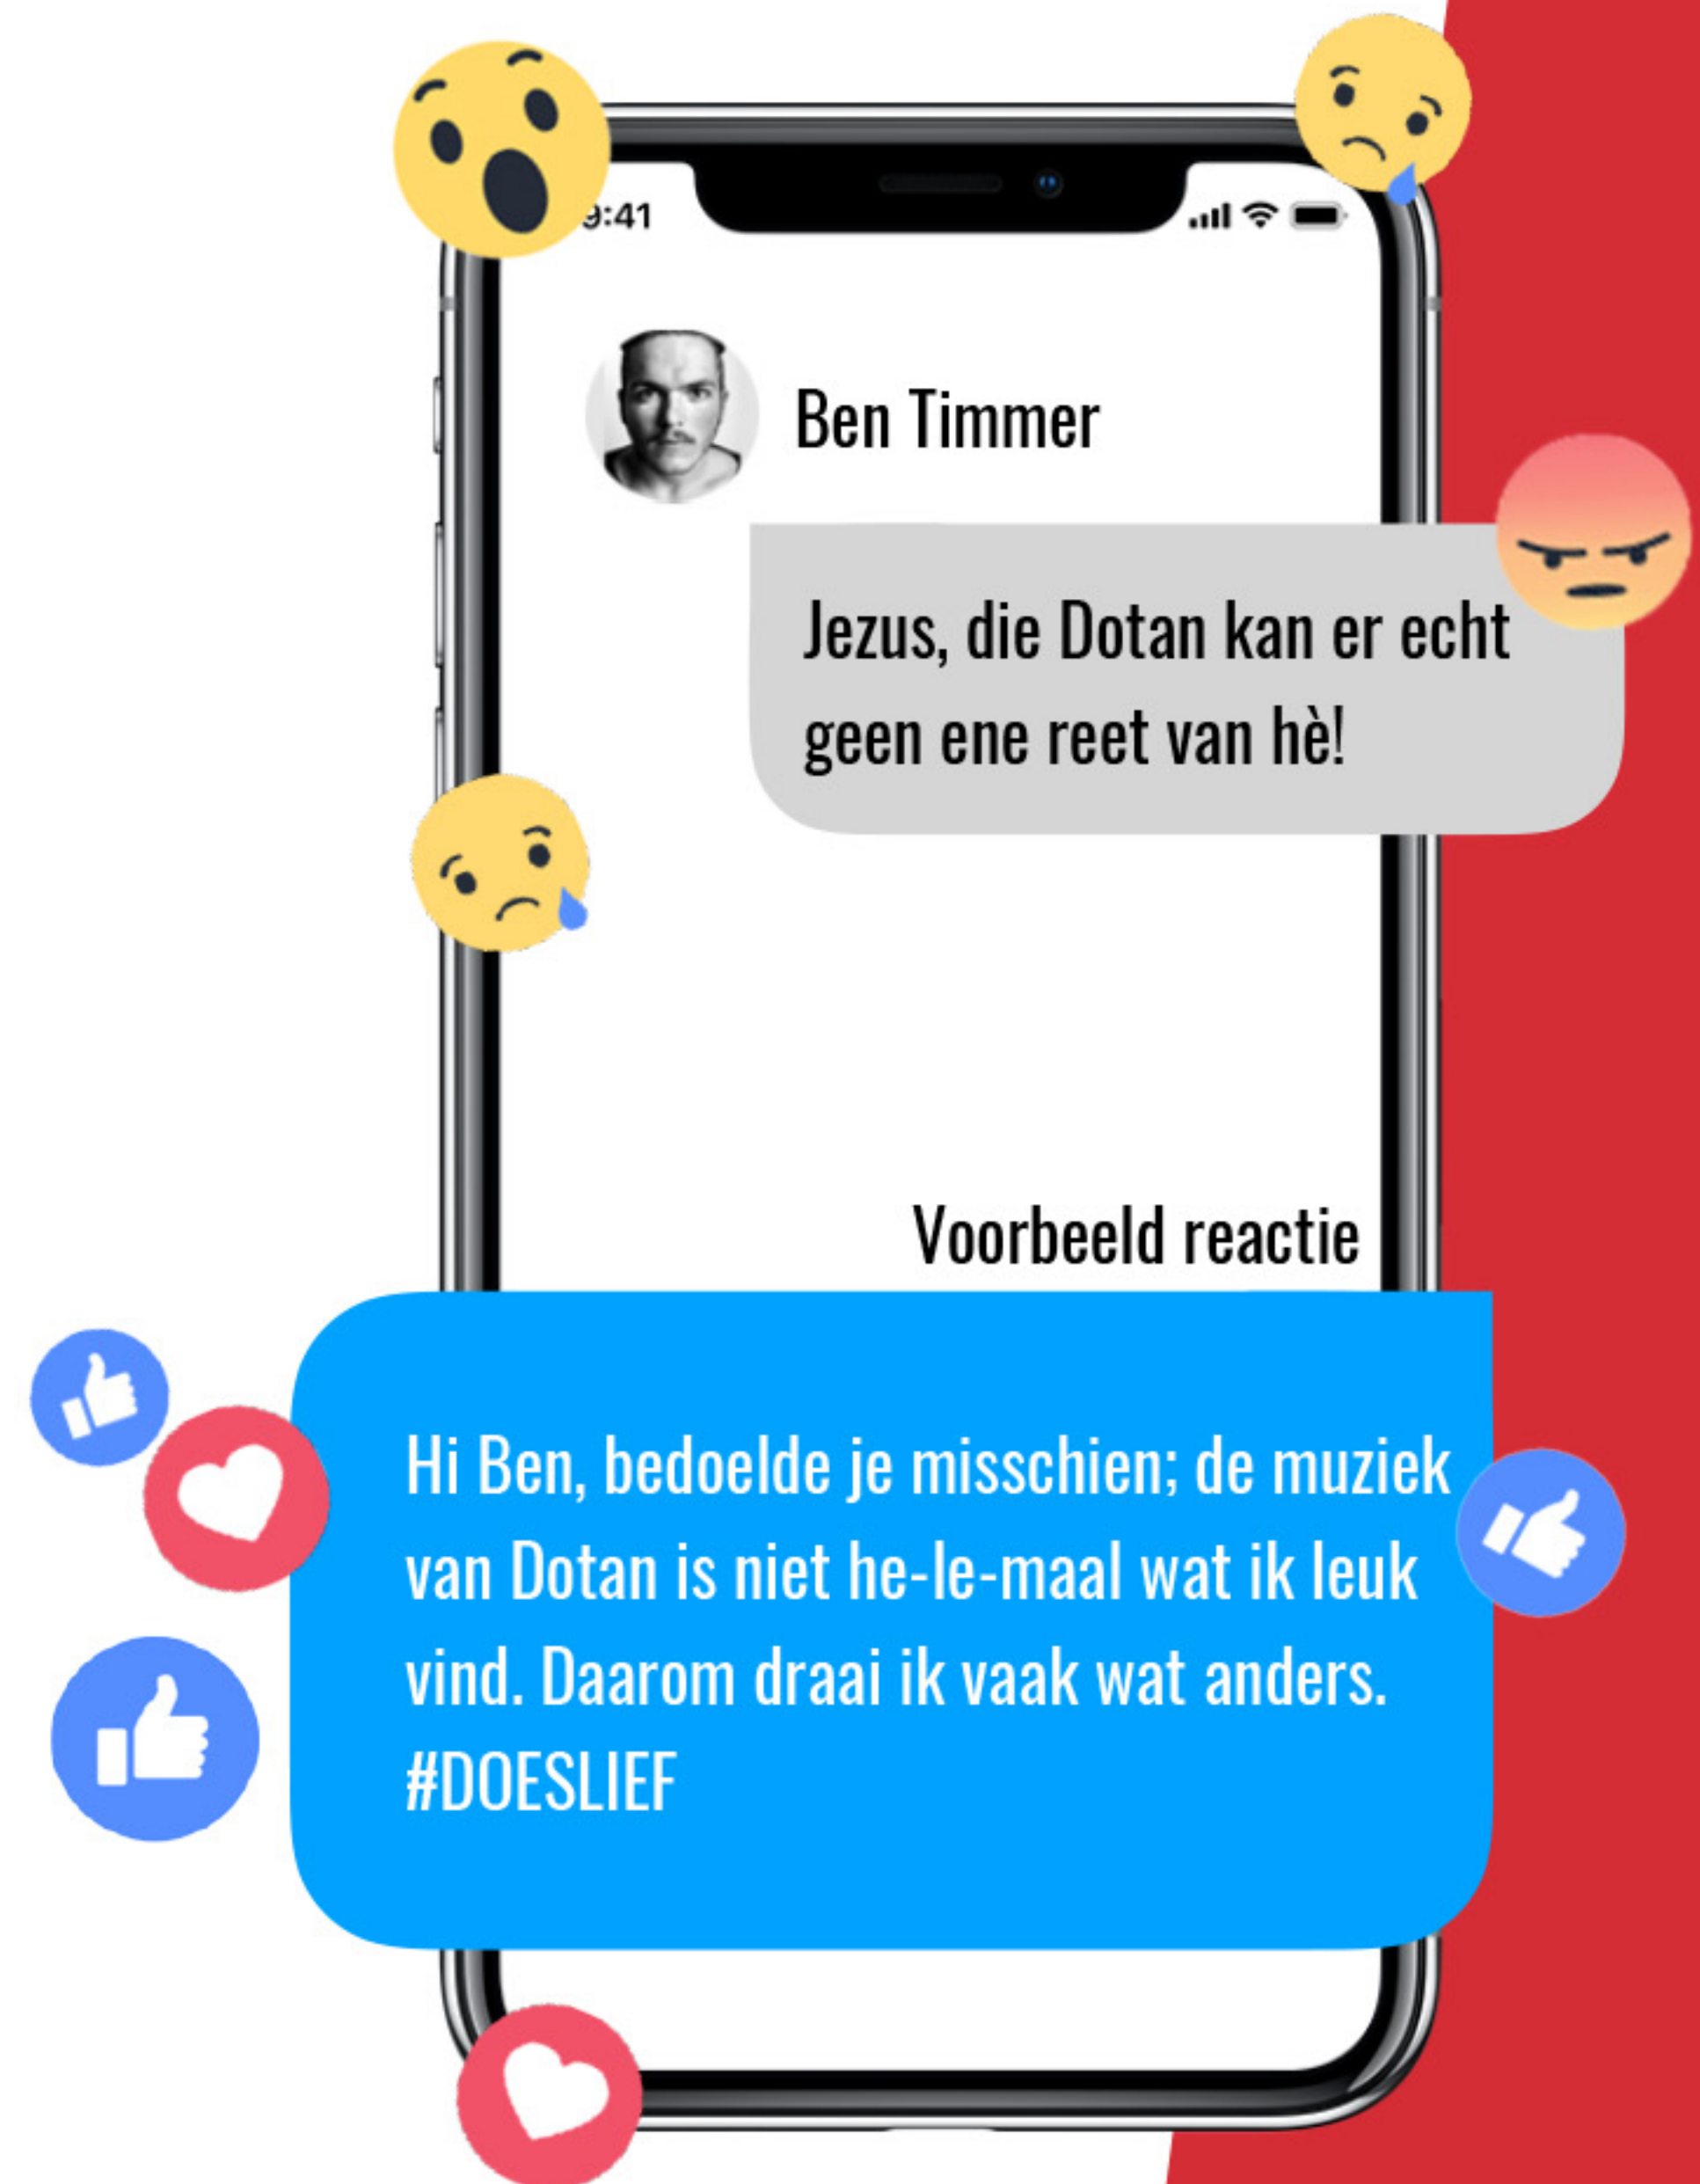 9:41
Ben Timmer
Jezus, die Dotan kan er echt
geen ene reet van hè!
Voorbeeld reactie
Hi Ben, bedoelde je misschien; de muziek
van Dotan is niet he-le-maal wat ik leuk
vind. Daarom draai ik vaak wat anders.
#DOESLIEF